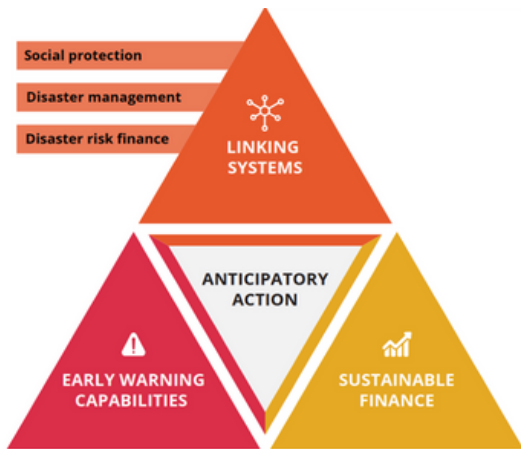 Social protection
Disaster management
Disaster risk finance
LINKING
SYSTEMS
ANTICIPATORY
ACTION
EARLY WARNING
CAPABILITIES
SUSTAINABLE
FINANCE